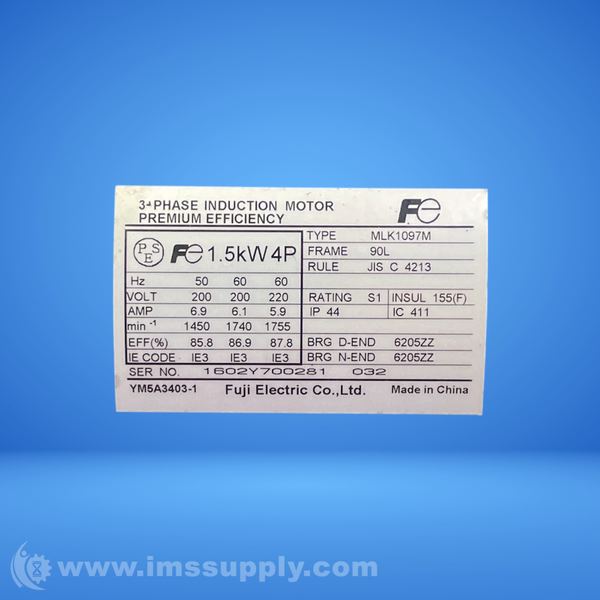 3-PHASE INDUCTION MOTOR
PREMIUM EFFICIENCY
Fe
PSE Fe 1.5kW 4P
TYPE MLK1097M
FRAME 90L
RULE JIS C 4213
Hz 50 60 60
VOLT 200 200 220
AMP 6.9 6.1 5.9
min⁻¹ 1450 1740 1755
EFF(%) 85.8 86.9 87.8
IE CODE IE3 IE3 IE3
RATING S1 INSUL 155(F)
IP 44 IC 411
BRG D-END 6205ZZ
BRG N-END 6205ZZ
SER NO. 1602Y700281 032
YM5A3403-1 Fuji Electric Co.,Ltd. Made in China
www.imssupply.com